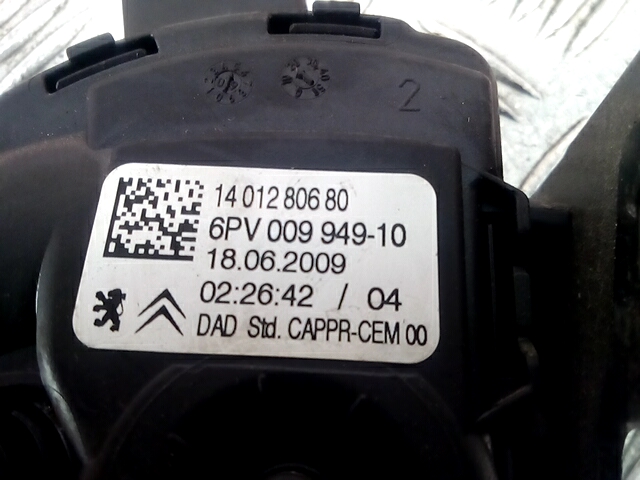 2
14 012 806 80
6PV 009 949-10
18.06.2009
02:26:42 / 04
DAD Std. CAPPR-CEM 00